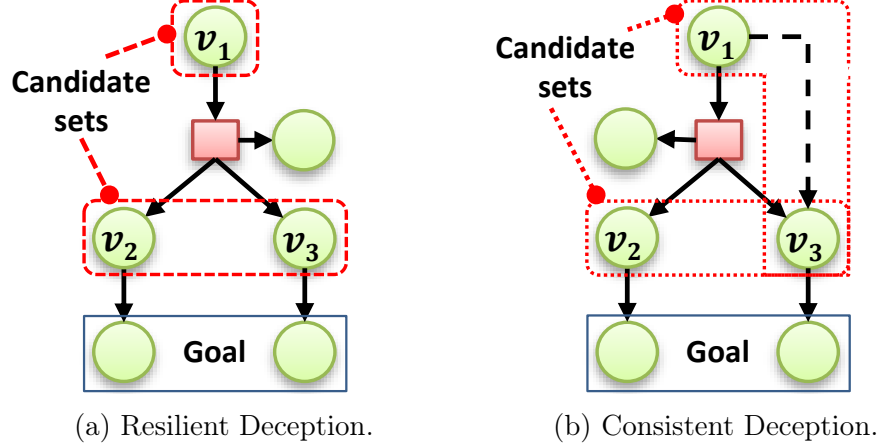 v1
Candidate
sets
v2
v3
Goal
(a) Resilient Deception.
v1
Candidate
sets
v2
v3
Goal
(b) Consistent Deception.